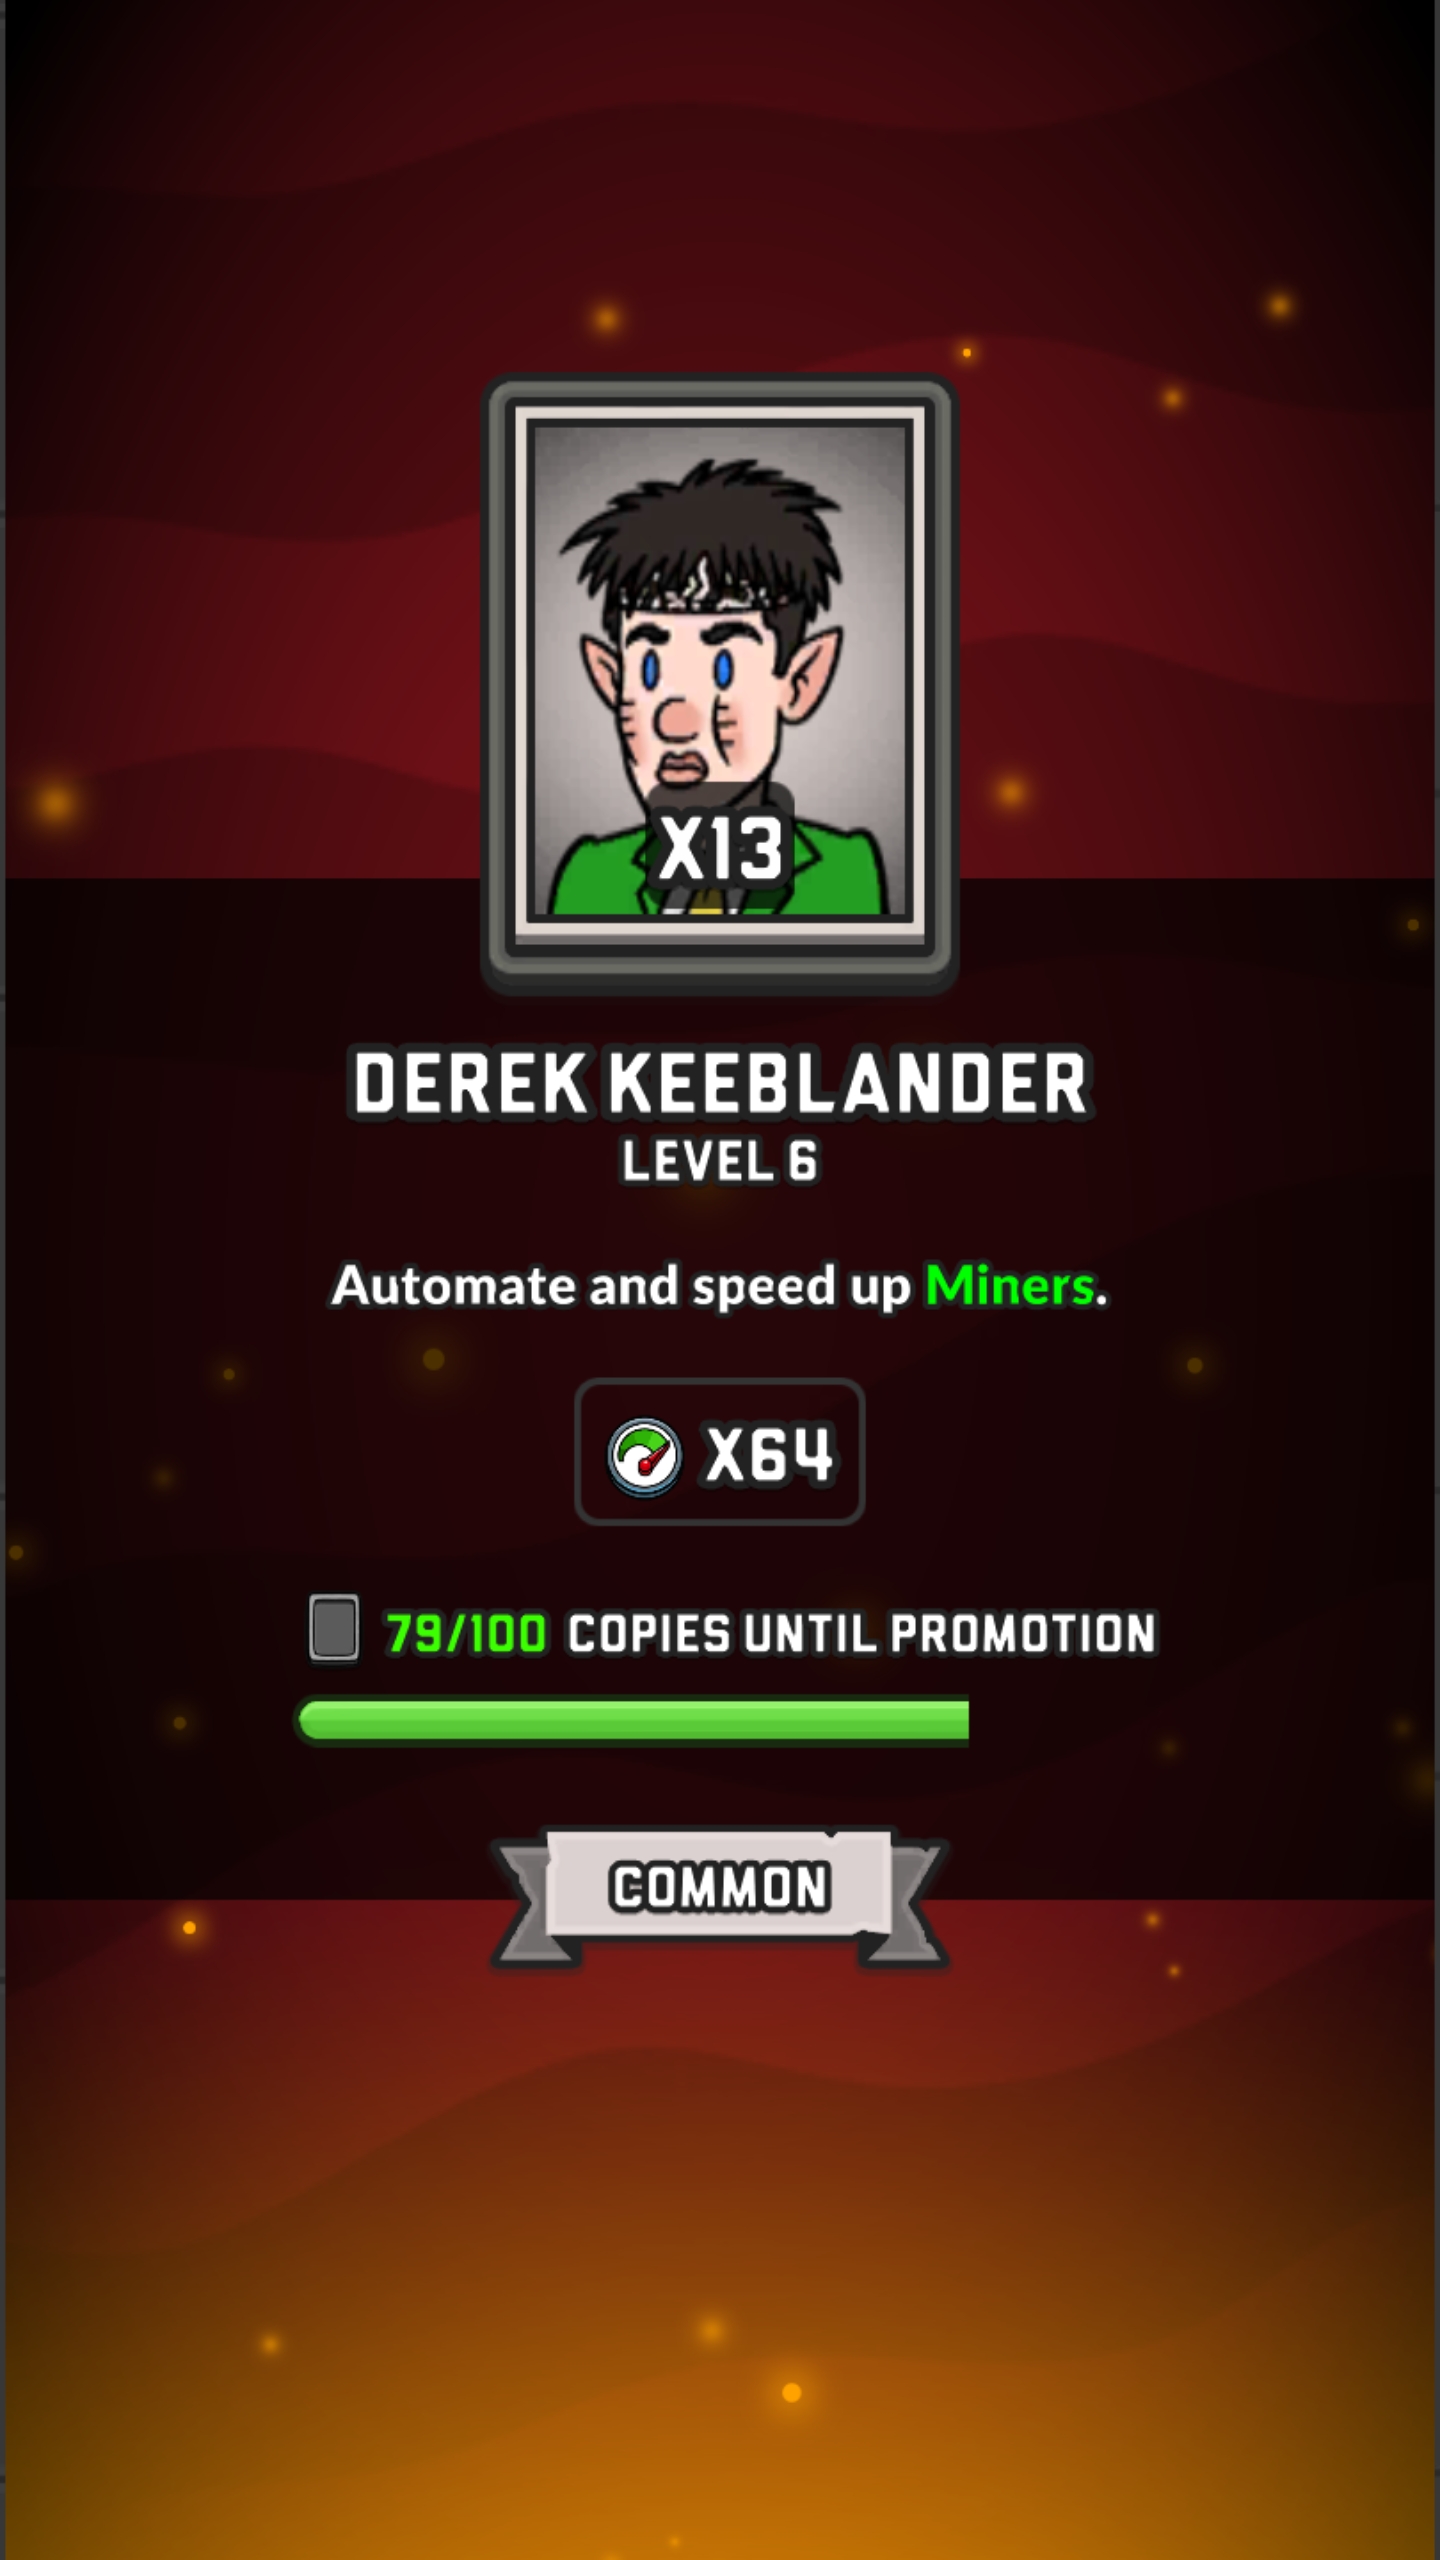 X13
DEREK KEEBLANDER
LEVEL 6
Automate and speed up Miners.
X64
79/100 COPIES UNTIL PROMOTION
COMMON